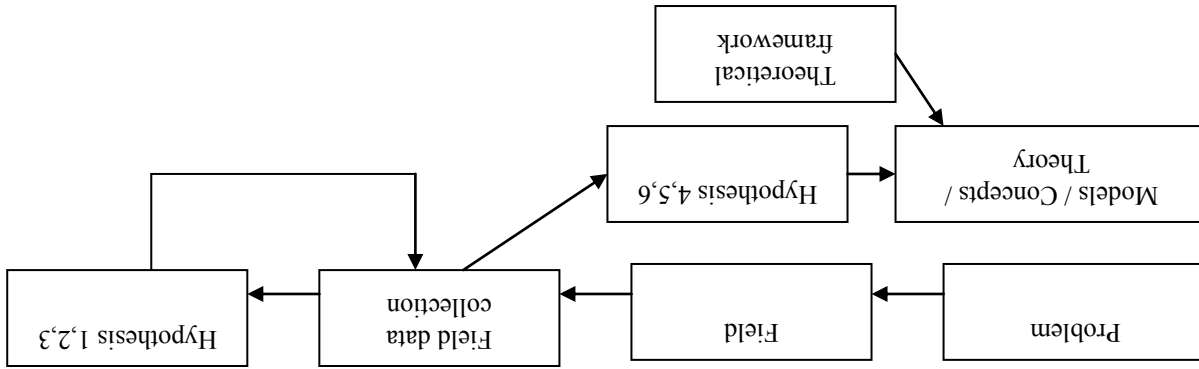 Problem
Field
Field data
collection
Hypothesis 1,2,3
Models / Concepts /
Theory
Hypothesis 4,5,6
Theoretical
framework